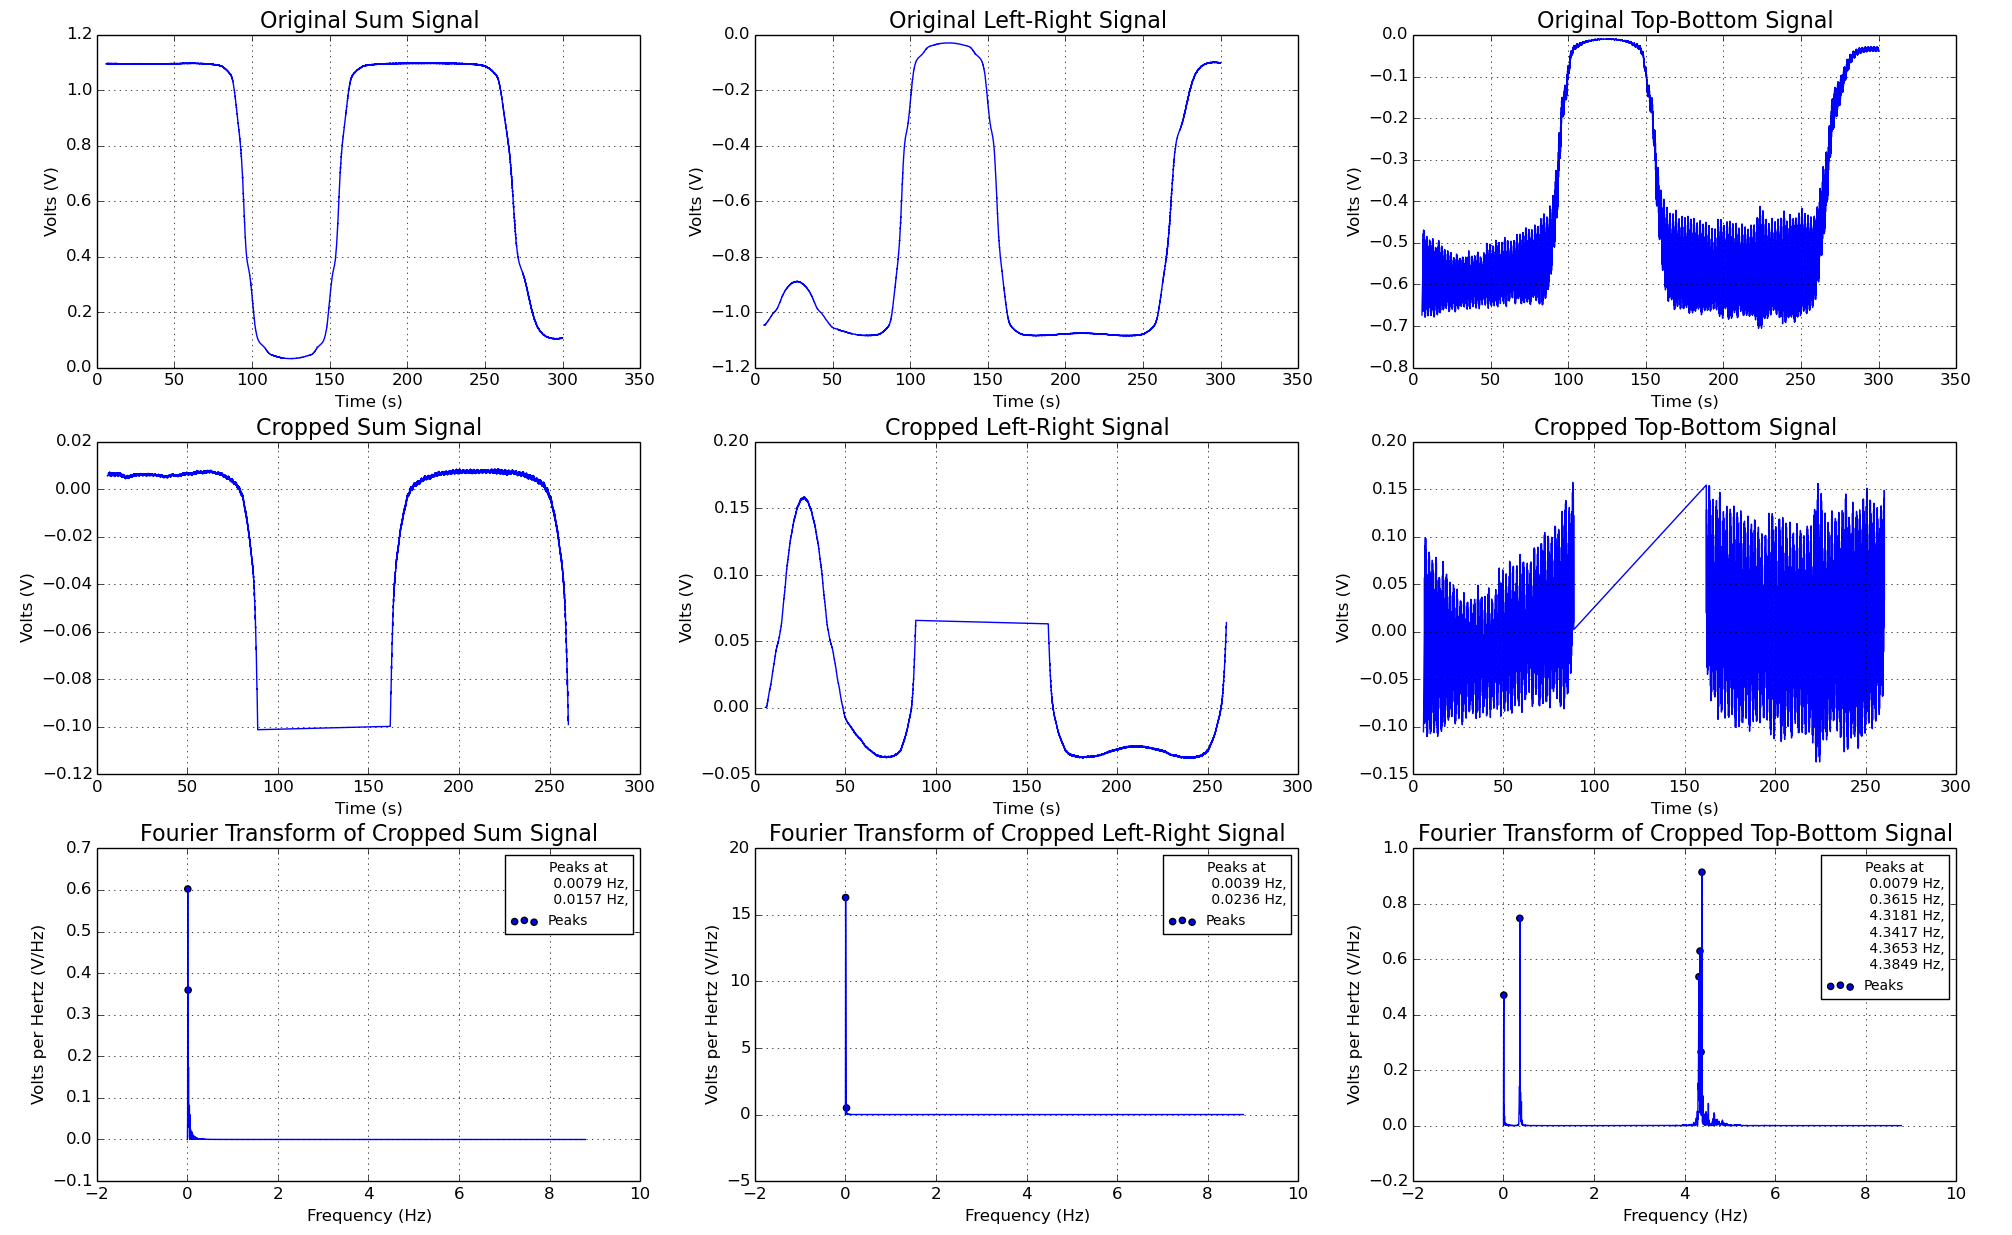 Original Sum Signal
Volts (V)
1.2
1.0
0.8
0.6
0.4
0.2
0.0
0 50 100 150 200 250 300 350
Time (s)
Original Left-Right Signal
Volts (V)
0.0
−0.2
−0.4
−0.6
−0.8
−1.0
−1.2
0 50 100 150 200 250 300 350
Time (s)
Original Top-Bottom Signal
Volts (V)
0.0
−0.1
−0.2
−0.3
−0.4
−0.5
−0.6
−0.7
−0.8
0 50 100 150 200 250 300 350
Time (s)
Cropped Sum Signal
Volts (V)
0.02
0.00
−0.02
−0.04
−0.06
−0.08
−0.10
−0.12
0 50 100 150 200 250 300
Time (s)
Cropped Left-Right Signal
Volts (V)
0.20
0.15
0.10
0.05
0.00
−0.05
0 50 100 150 200 250 300
Time (s)
Cropped Top-Bottom Signal
Volts (V)
0.20
0.15
0.10
0.05
0.00
−0.05
−0.10
−0.15
0 50 100 150 200 250 300
Time (s)
Fourier Transform of Cropped Sum Signal
Volts per Hertz (V/Hz)
0.7
0.6
0.5
0.4
0.3
0.2
0.1
0.0
−0.1
Peaks at
0.0079 Hz,
0.0157 Hz,
Peaks
−2 0 2 4 6 8 10
Frequency (Hz)
Fourier Transform of Cropped Left-Right Signal
Volts per Hertz (V/Hz)
20
15
10
5
0
−5
Peaks at
0.0039 Hz,
0.0236 Hz,
Peaks
−2 0 2 4 6 8 10
Frequency (Hz)
Fourier Transform of Cropped Top-Bottom Signal
Volts per Hertz (V/Hz)
1.0
0.8
0.6
0.4
0.2
0.0
−0.2
Peaks at
0.0079 Hz,
0.3615 Hz,
4.3181 Hz,
4.3417 Hz,
4.3653 Hz,
4.3849 Hz,
Peaks
−2 0 2 4 6 8 10
Frequency (Hz)